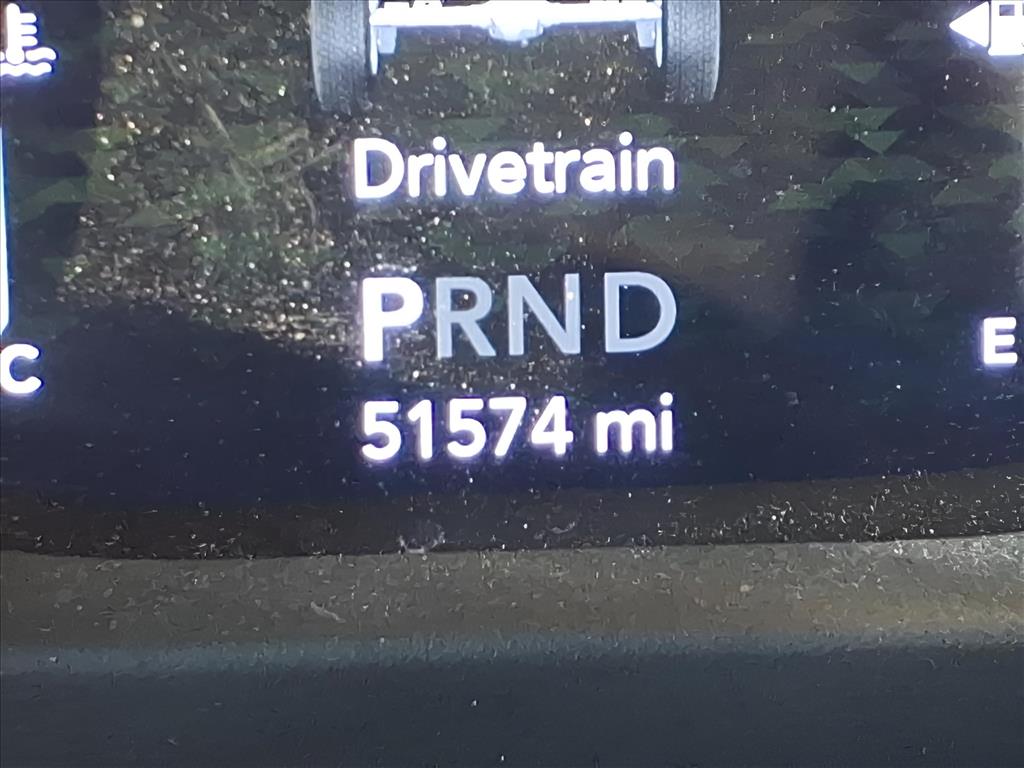 Drivetrain
PRND
C
E
51574 mi